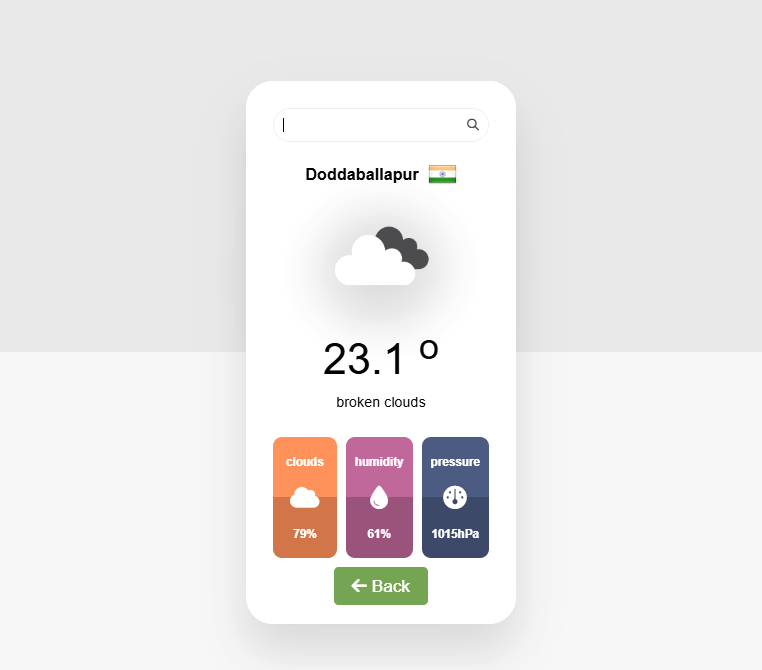 Doddaballapur
23.1 º
broken clouds
clouds humidity pressure
79% 61% 1015hPa
Back